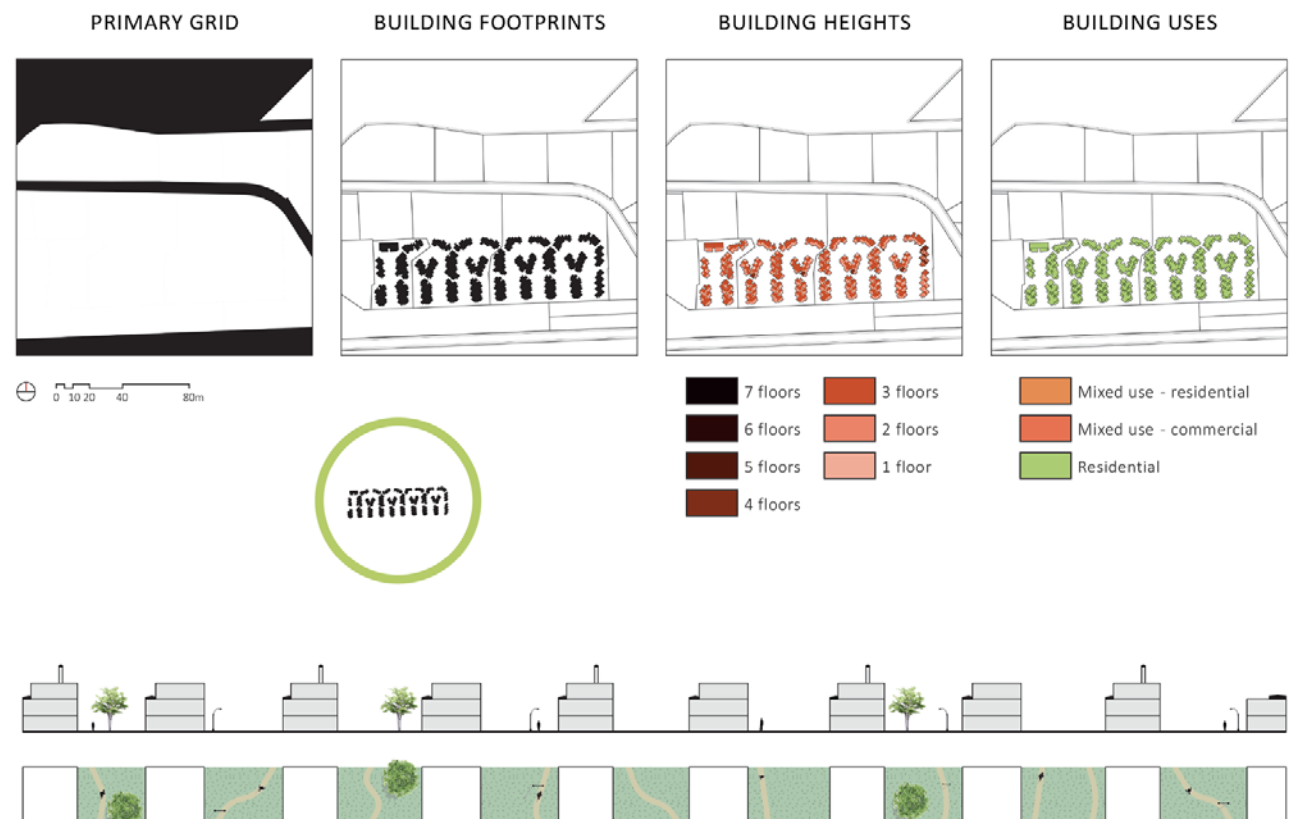 PRIMARY GRID
BUILDING FOOTPRINTS
BUILDING HEIGHTS
BUILDING USES
0 10 20 40 80m
7 floors
3 floors
6 floors
2 floors
5 floors
1 floor
4 floors
Mixed use - residential
Mixed use - commercial
Residential